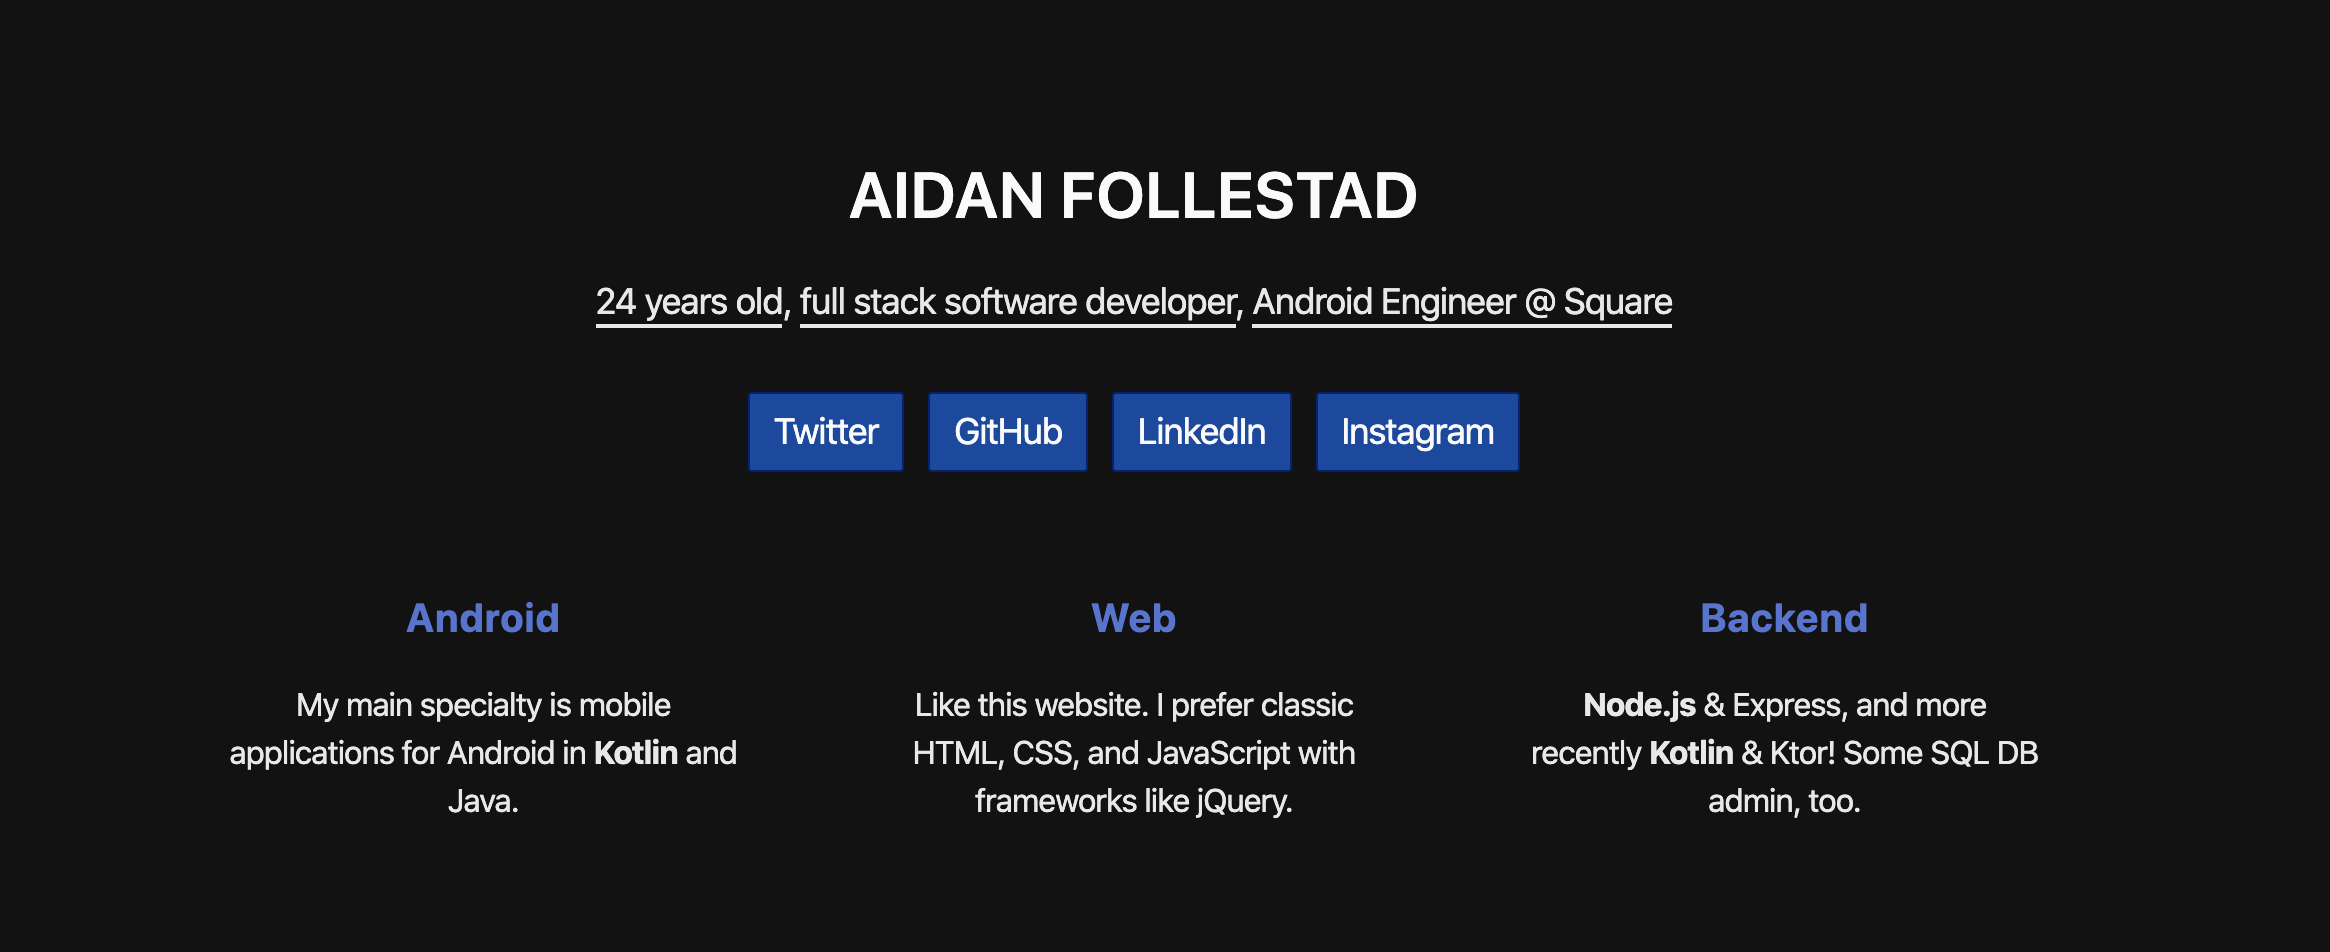 AIDAN FOLLESTAD
24 years old, full stack software developer, Android Engineer @ Square
Twitter GitHub LinkedIn Instagram
Android
My main specialty is mobile
applications for Android in Kotlin and
Java.
Web
Like this website. I prefer classic
HTML, CSS, and JavaScript with
frameworks like jQuery.
Backend
Node.js & Express, and more
recently Kotlin & Ktor! Some SQL DB
admin, too.